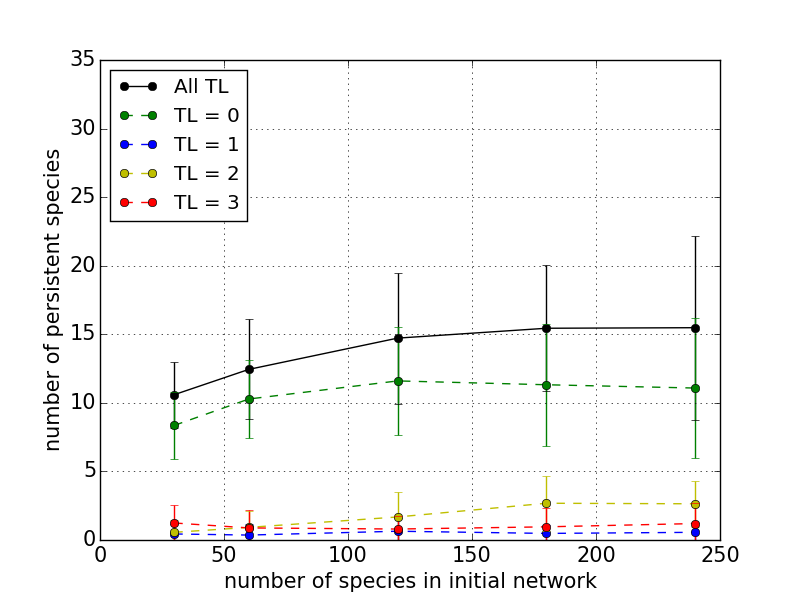 35
30
25
20
15
10
5
0
number of persistent species
All TL
TL = 0
TL = 1
TL = 2
TL = 3
0 50 100 150 200 250
number of species in initial network